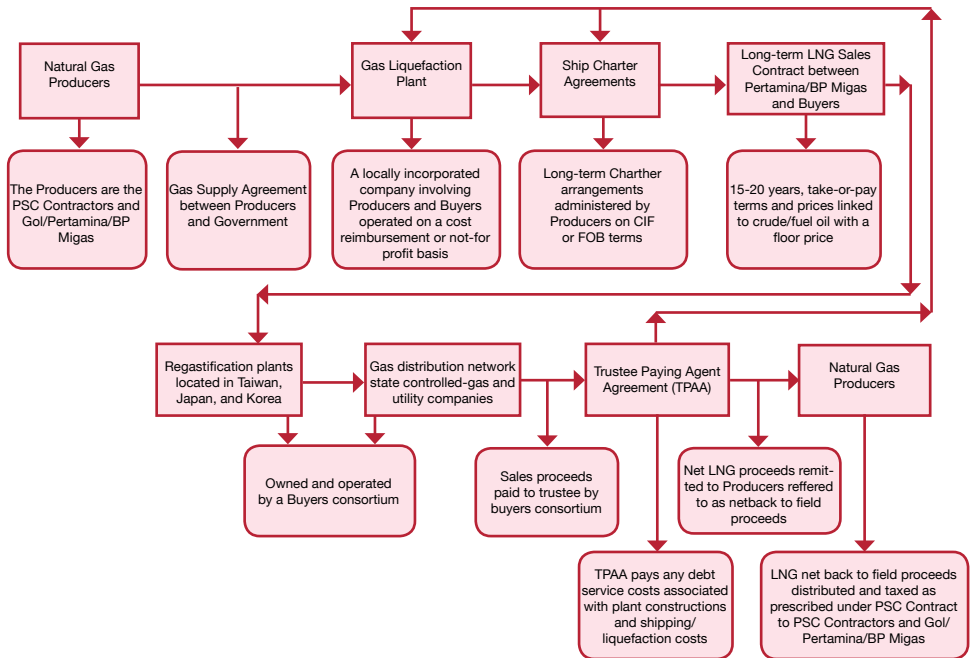 Natural Gas
Producers
Gas Liquefaction
Plant
Ship Charter
Agreements
Long-term LNG Sales
Contract between
Pertamina/BP Migas
and Buyers
The Producers are the
PSC Contractors and
GoI/Pertamina/BP
Migas
Gas Supply Agreement
between Producers
and Government
A locally incorporated
company involving
Producers and Buyers
operated on a cost
reimbursement or not-for
profit basis
Long-term Charther
arrangements
administered by
Producers on CIF
or FOB terms
15-20 years, take-or-pay
terms and prices linked
to crude/fuel oil with a
floor price
Regastification plants
located in Taiwan,
Japan, and Korea
Gas distribution network
state controlled-gas and
utility companies
Trustee Paying Agent
Agreement (TPAA)
Natural Gas
Producers
Owned and operated
by a Buyers consortium
Sales proceeds
paid to trustee by
buyers consortium
Net LNG proceeds remit-
ted to Producers reffered
to as netback to field
proceeds
TPAA pays any debt
service costs associated
with plant constructions
and shipping/
liquefaction costs
LNG net back to field proceeds
distributed and taxed as
prescribed under PSC Contract
to PSC Contractors and GoI/
Pertamina/BP Migas